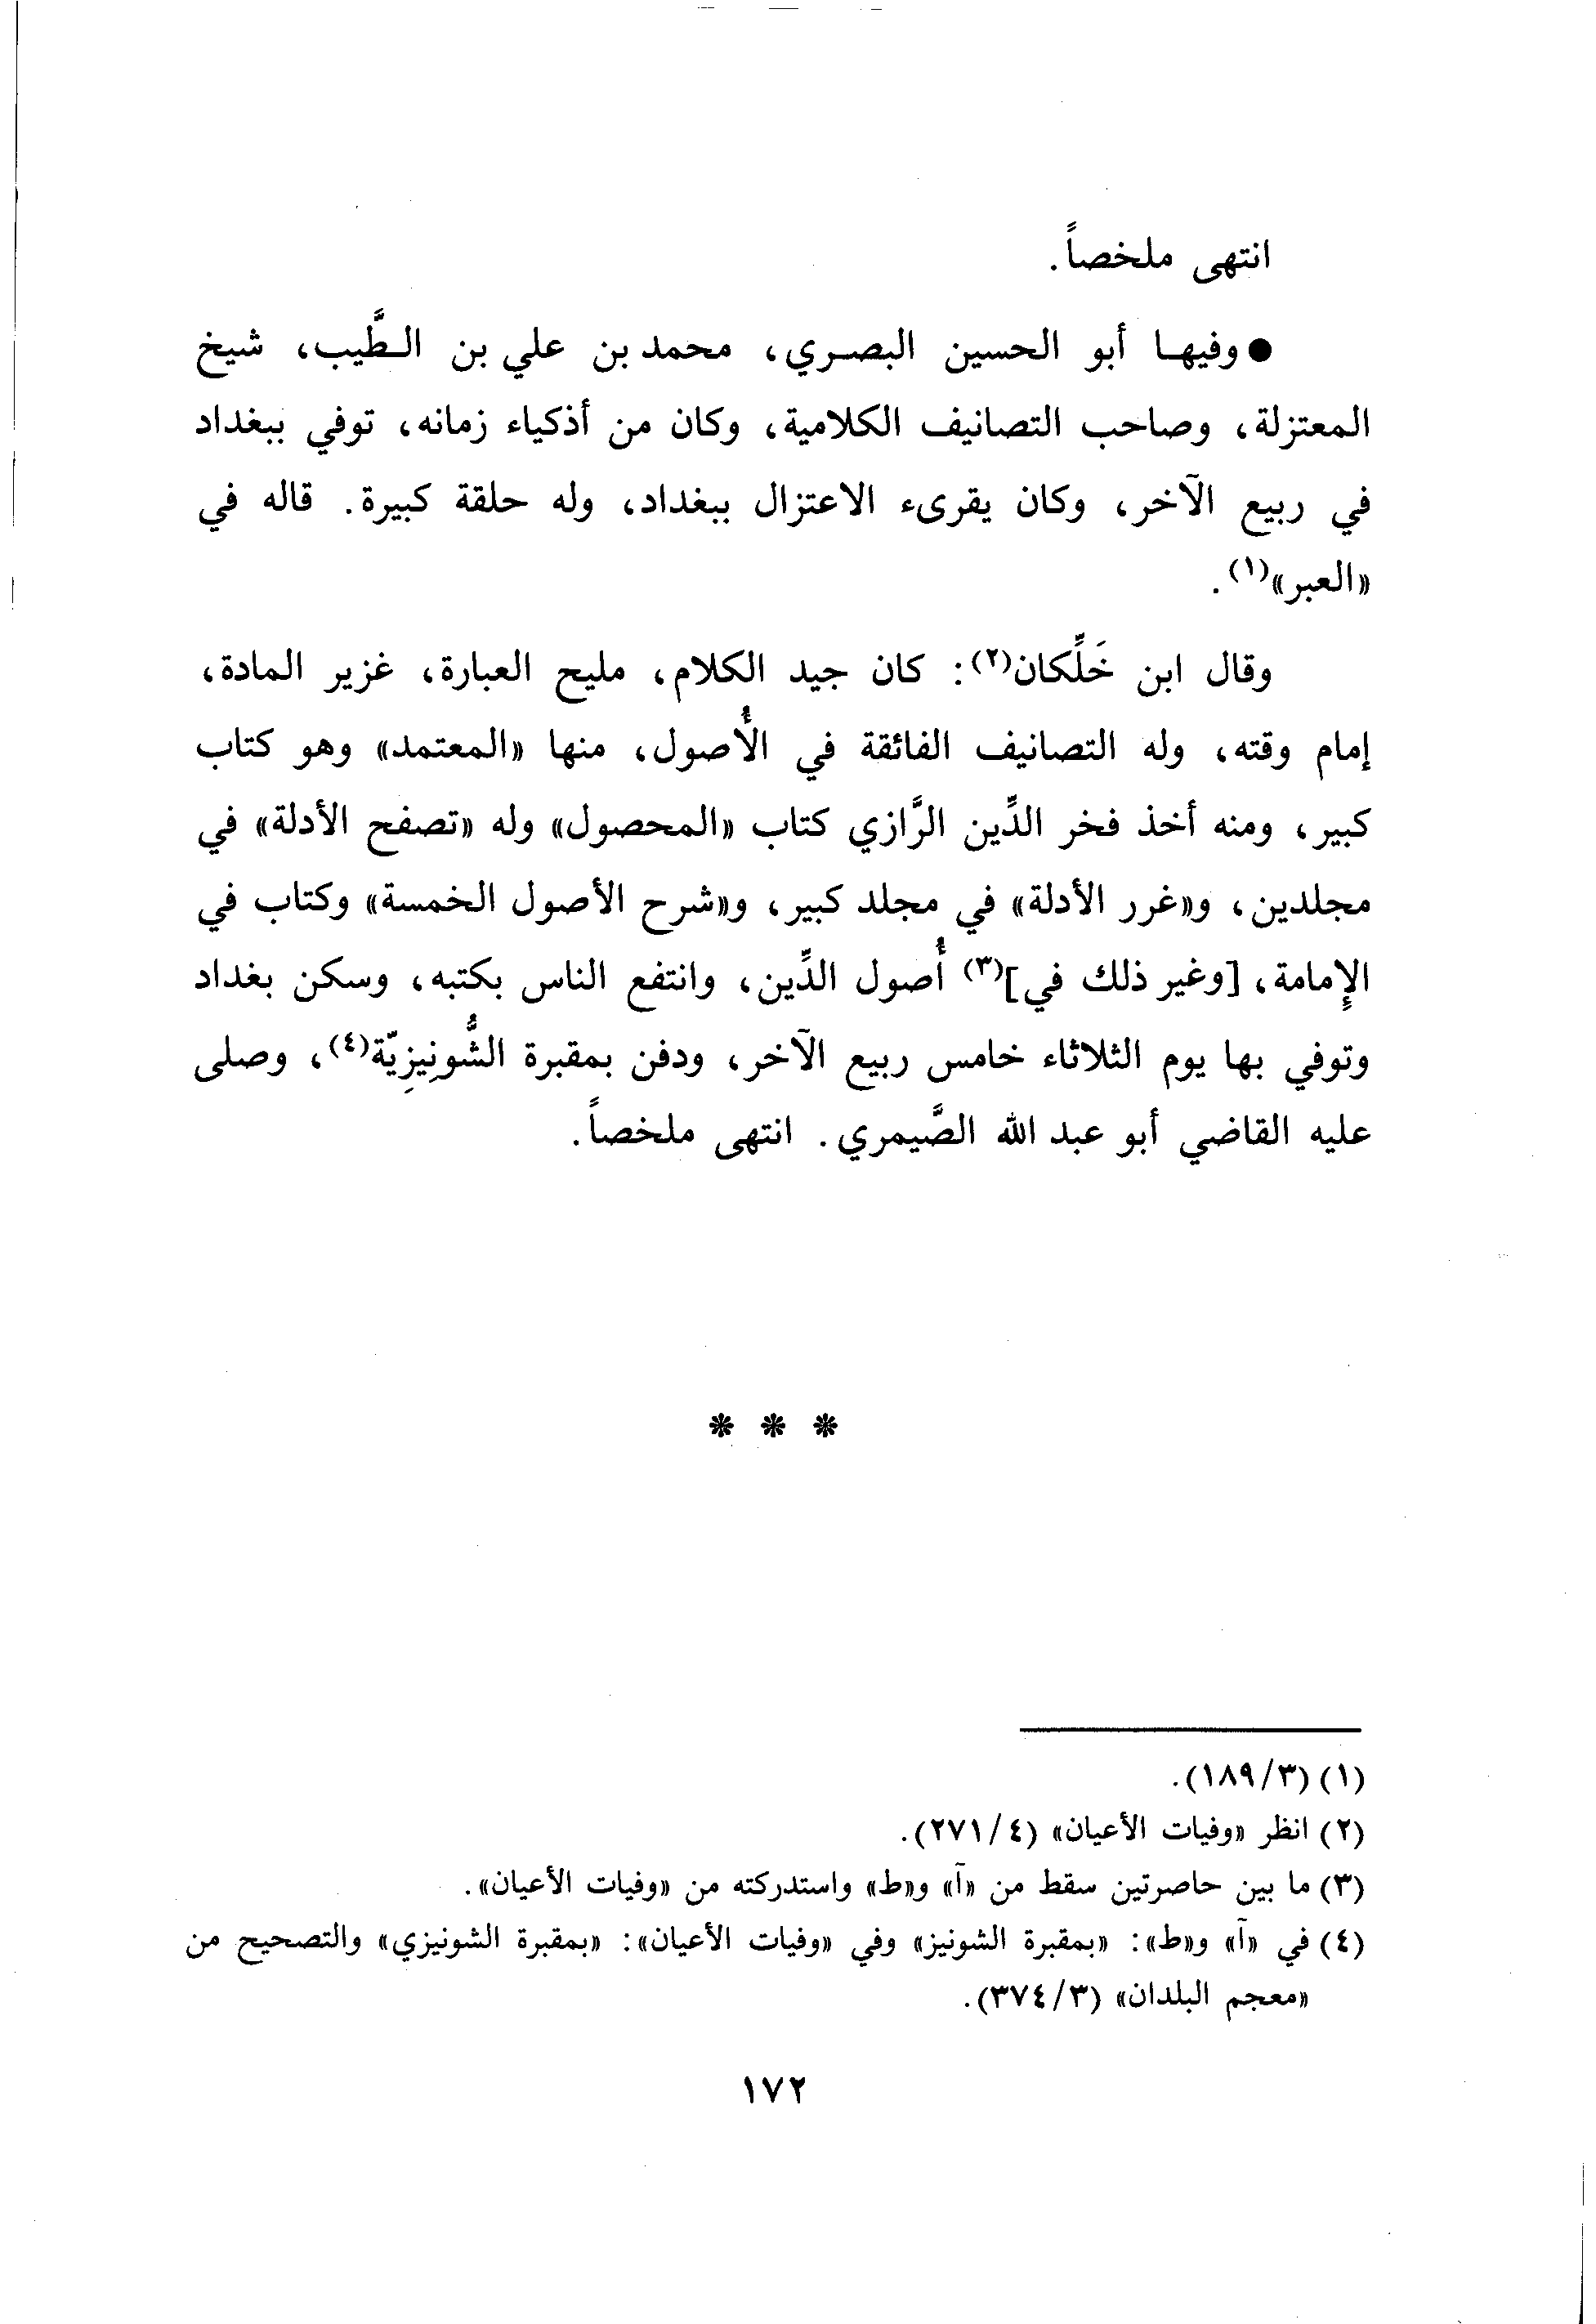 انتهى ملخصاً.
● وفيهـا أبو الحسين البصـري، محمد بن علي بن الـطَّيب، شيخ
المعتزلة، وصاحب التصانيف الكلامية، وكان من أذكياء زمانه، توفي ببغداد
في ربيع الآخر، وكان يقرىء الاعتزال ببغداد، وله حلقة كبيرة. قاله في
«العبر»(١).
وقال ابن خَلِّكان(٢): كان جيد الكلام، مليح العبارة، غزير المادة،
إمام وقته، وله التصانيف الفائقة في الأُصول، منها «المعتمد» وهو كتاب
كبير، ومنه أخذ فخر الدِّين الرَّازي كتاب «المحصول» وله «تصفح الأدلة» في
مجلدين، و«غرر الأدلة» في مجلد كبير، و«شرح الأصول الخمسة» وكتاب في
الإِمامة، [وغير ذلك في](٣) أُصول الدِّين، وانتفع الناس بكتبه، وسكن بغداد
وتوفي بها يوم الثلاثاء خامس ربيع الآخر، ودفن بمقبرة الشُّونِيزِيّة(٤)، وصلى
عليه القاضي أبو عبد الله الصَّيمري. انتهى ملخصاً.
* * *
(١) (١٨٩/٣).
(٢) انظر «وفيات الأعيان» (٢٧١/٤).
(٣) ما بين حاصرتين سقط من «آ» و«ط» واستدركته من «وفيات الأعيان».
(٤) في «آ» و«ط»: «بمقبرة الشونيز» وفي «وفيات الأعيان»: «بمقبرة الشونيزي» والتصحيح من
«معجم البلدان» (٣٧٤/٣).
١٧٢